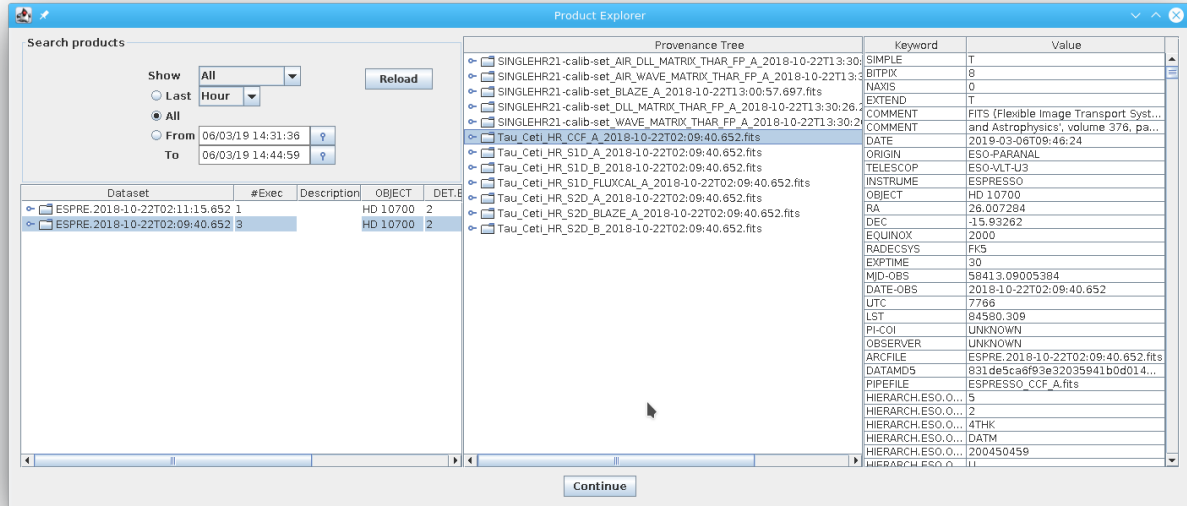 Product Explorer
Search products
Show All
Reload
Last Hour
All
From 06/03/19 14:31:36
To 06/03/19 14:44:59
Dataset #Exec Description OBJECT DET.E
ESPRE.2018-10-22T02:11:15.652 1 HD 10700 2
ESPRE.2018-10-22T02:09:40.652 3 HD 10700 2
Provenance Tree
SINGLEHR21-calib-set_AIR_DLL_MATRIX_THAR_FP_A_2018-10-22T13:30:
SINGLEHR21-calib-set_AIR_WAVE_MATRIX_THAR_FP_A_2018-10-22T13:3
SINGLEHR21-calib-set_BLAZE_A_2018-10-22T13:00:57.697.fits
SINGLEHR21-calib-set_DLL_MATRIX_THAR_FP_A_2018-10-22T13:30:26.2
SINGLEHR21-calib-set_WAVE_MATRIX_THAR_FP_A_2018-10-22T13:30:2
Tau_Ceti_HR_CCF_A_2018-10-22T02:09:40.652.fits
Tau_Ceti_HR_S1D_A_2018-10-22T02:09:40.652.fits
Tau_Ceti_HR_S1D_B_2018-10-22T02:09:40.652.fits
Tau_Ceti_HR_S1D_FLUXCAL_A_2018-10-22T02:09:40.652.fits
Tau_Ceti_HR_S2D_A_2018-10-22T02:09:40.652.fits
Tau_Ceti_HR_S2D_BLAZE_A_2018-10-22T02:09:40.652.fits
Tau_Ceti_HR_S2D_B_2018-10-22T02:09:40.652.fits
Keyword Value
SIMPLE T
BITPIX 8
NAXIS 0
EXTEND T
COMMENT FITS (Flexible Image Transport Syst...
COMMENT and Astrophysics', volume 376, pa...
DATE 2019-03-06T09:46:24
ORIGIN ESO-PARANAL
TELESCOP ESO-VLT-U3
INSTRUME ESPRESSO
OBJECT HD 10700
RA 26.007284
DEC -15.93262
EQUINOX 2000
RADECSYS FK5
EXPTIME 30
MJD-OBS 58413.09005384
DATE-OBS 2018-10-22T02:09:40.652
UTC 7766
LST 84580.309
PI-COI UNKNOWN
OBSERVER UNKNOWN
ARCFILE ESPRE.2018-10-22T02:09:40.652.fits
DATAMD5 831de5ca6f93e32035941b0d014...
PIPEFILE ESPRESSO_CCF_A.fits
HIERARCH.ESO.O... 5
HIERARCH.ESO.O... 2
HIERARCH.ESO.O... 4THK
HIERARCH.ESO.O... DATM
HIERARCH.ESO.O... 200450459
Continue